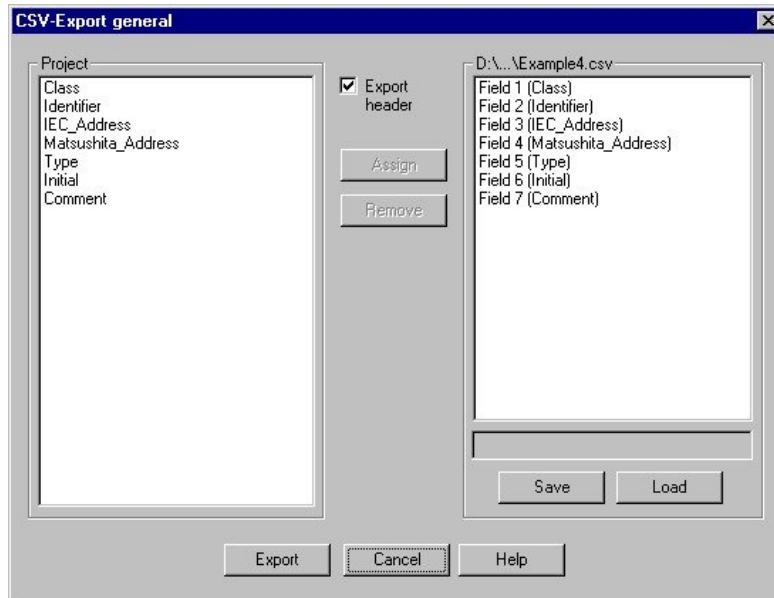 CSV-Export general
Project
Class
Identifier
IEC_Address
Matsushita_Address
Type
Initial
Comment
Export
header
Assign
Remove
D:\...\Example4.csv
Field 1 (Class)
Field 2 (Identifier)
Field 3 (IEC_Address)
Field 4 (Matsushita_Address)
Field 5 (Type)
Field 6 (Initial)
Field 7 (Comment)
Save Load
Export Cancel Help